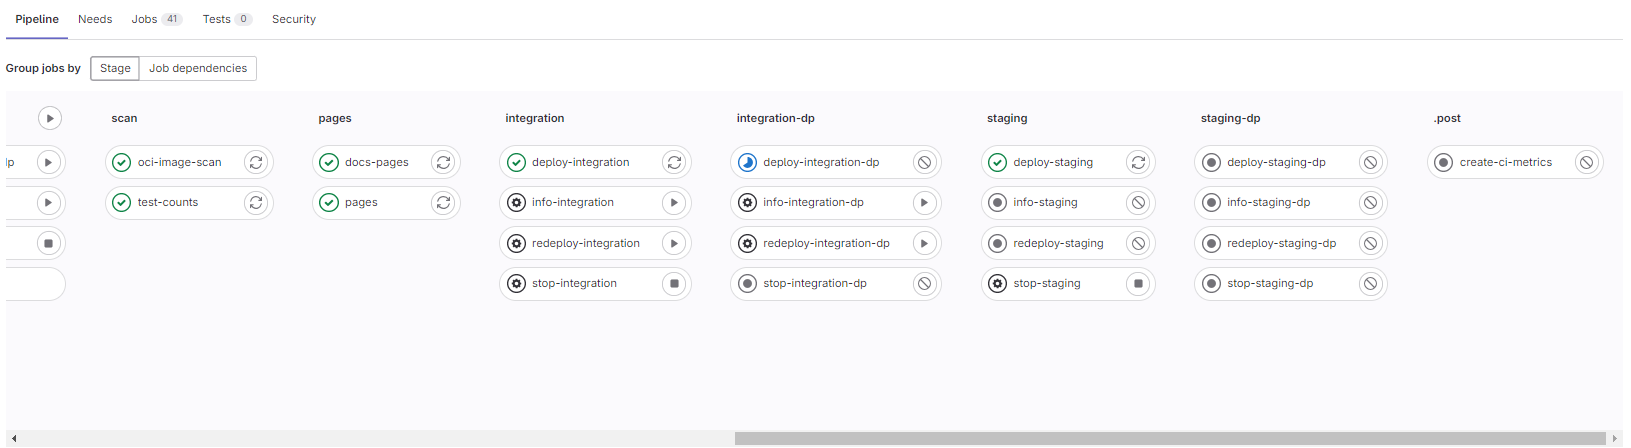 Pipeline Needs Jobs 41 Tests 0 Security
Group jobs by Stage Job dependencies
scan pages integration integration-dp staging staging-dp .post
oci-image-scan docs-pages deploy-integration deploy-integration-dp deploy-staging deploy-staging-dp create-ci-metrics
test-counts pages info-integration info-integration-dp info-staging info-staging-dp
redeploy-integration redeploy-integration-dp redeploy-staging redeploy-staging-dp
stop-integration stop-integration-dp stop-staging stop-staging-dp